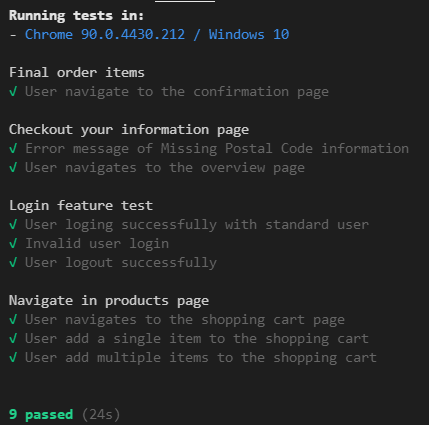 Running tests in:
- Chrome 90.0.4430.212 / Windows 10
Final order items
√ User navigate to the confirmation page
Checkout your information page
√ Error message of Missing Postal Code information
√ User navigates to the overview page
Login feature test
√ User loging successfully with standard user
√ Invalid user login
√ User logout successfully
Navigate in products page
√ User navigates to the shopping cart page
√ User add a single item to the shopping cart
√ User add multiple items to the shopping cart
9 passed (24s)